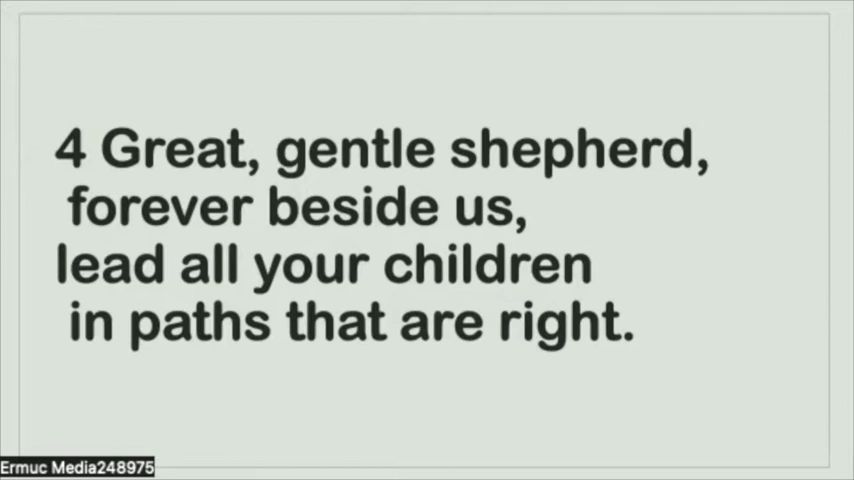 4 Great, gentle shepherd,
forever beside us,
lead all your children
in paths that are right.
Ermuc Media248975